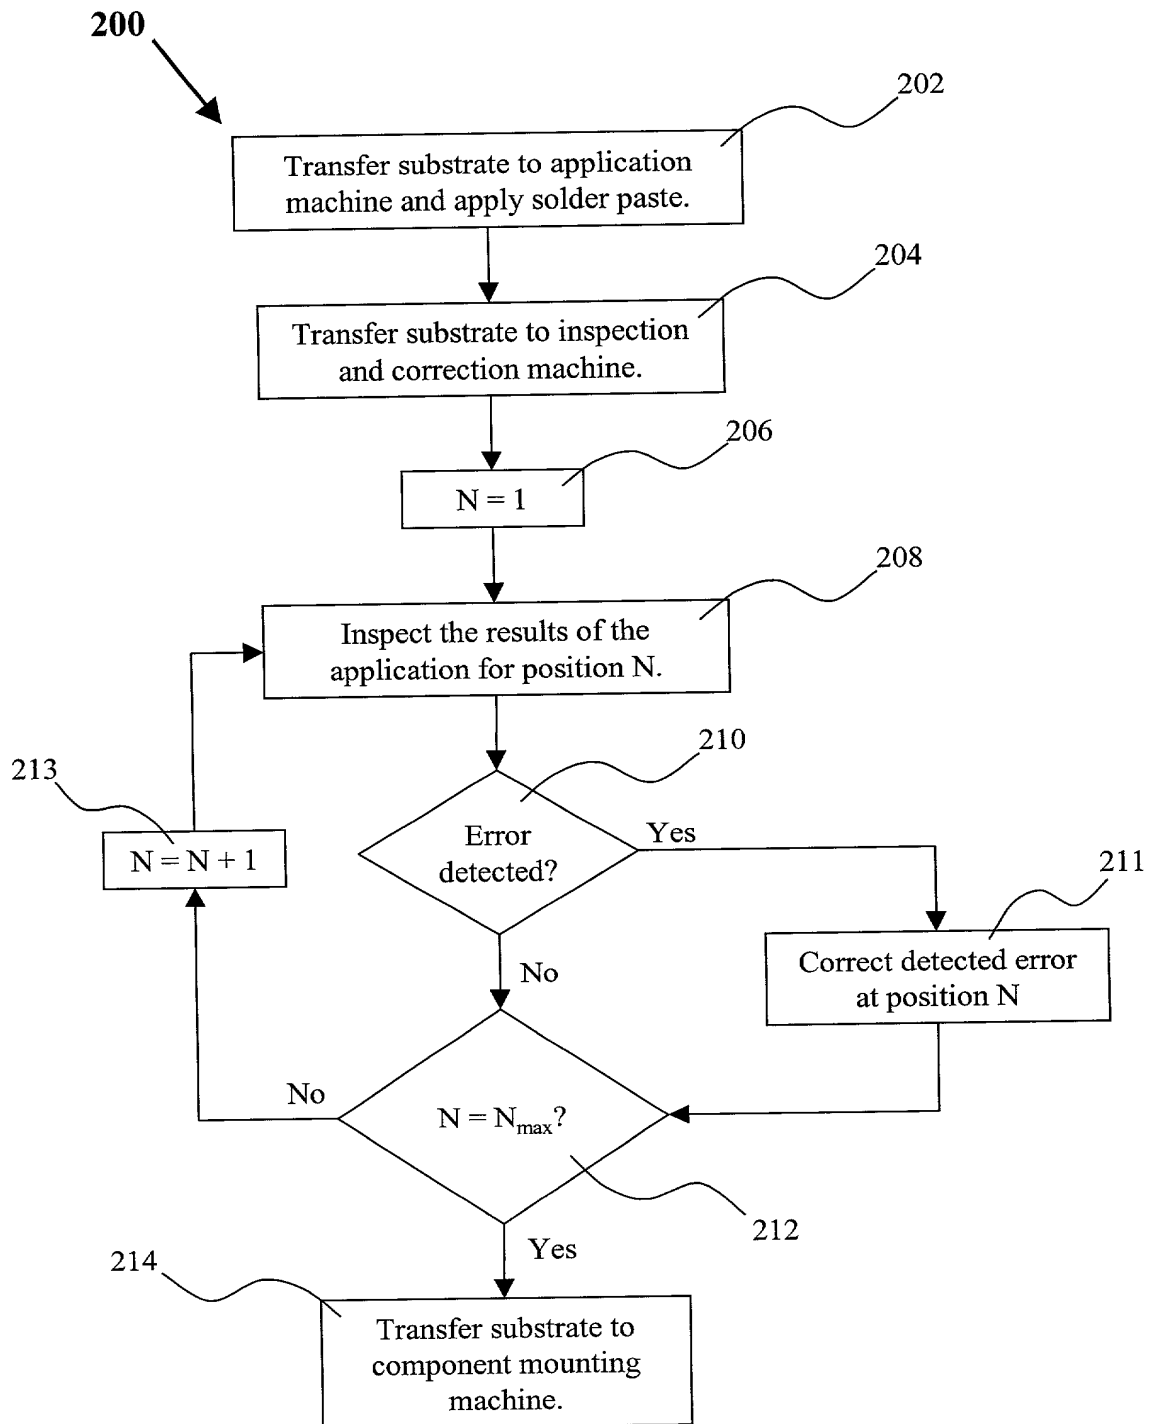 200
202
Transfer substrate to application
machine and apply solder paste.
204
Transfer substrate to inspection
and correction machine.
206
N = 1
208
Inspect the results of the
application for position N.
210
213
Error
detected?
Yes
N = N + 1
211
Correct detected error
at position N
No
No
N = Nmax?
212
Yes
214
Transfer substrate to
component mounting
machine.